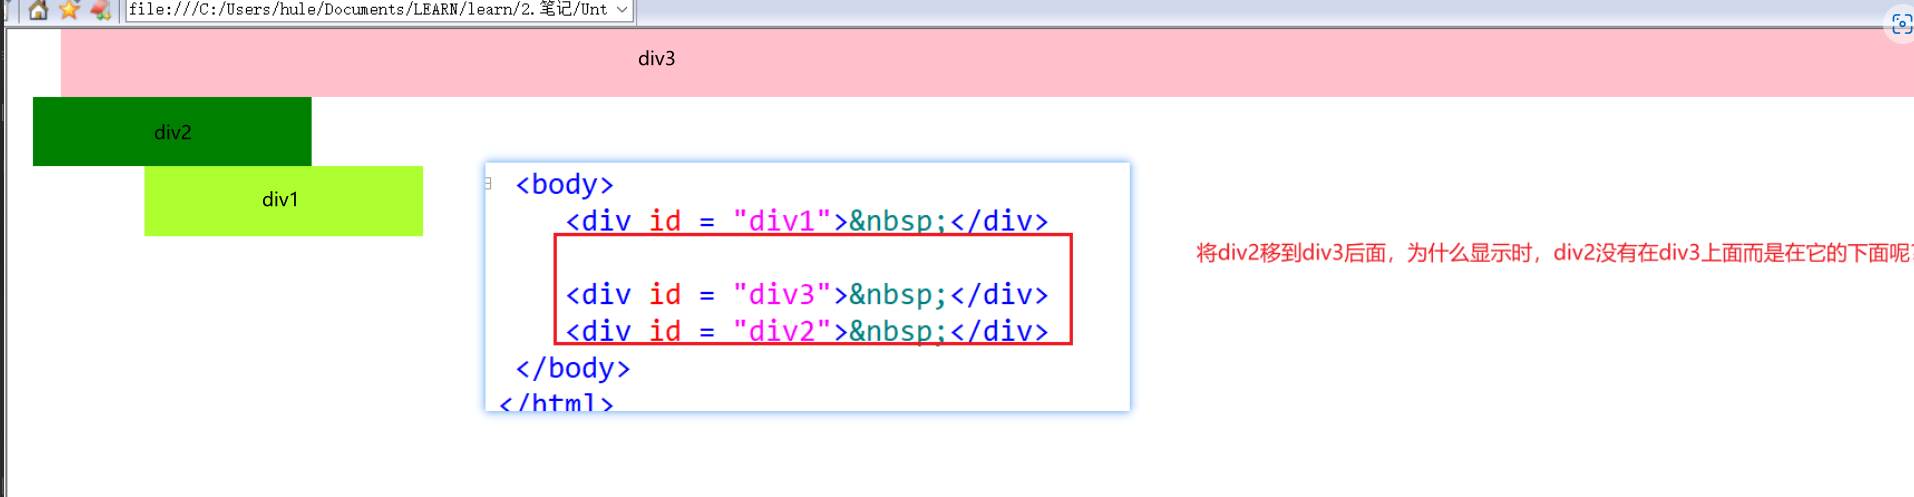 file:///C:/Users/hule/Documents/LEARN/learn/2.笔记/Unt
div3
div2
div1
<body>
<div id = "div1">&nbsp;</div>
<div id = "div3">&nbsp;</div>
<div id = "div2">&nbsp;</div>
</body>
</html>
将div2移到div3后面，为什么显示时，div2没有在div3上面而是在它的下面呢?